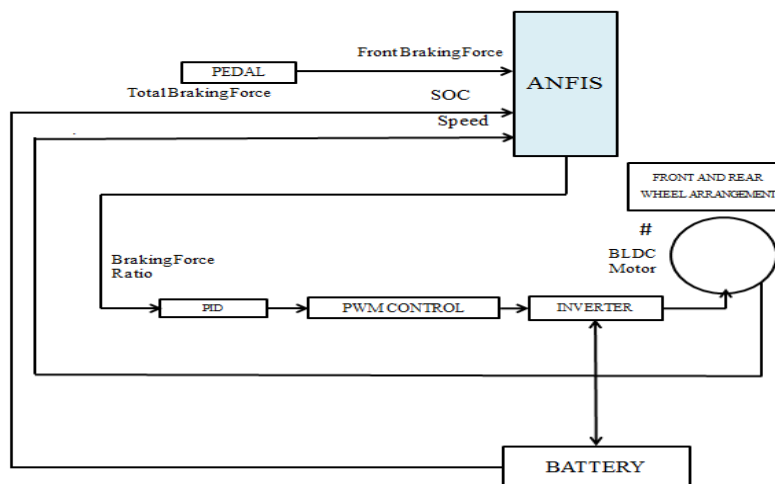 Front Braking Force
PEDAL
Total Braking Force
SOC
Speed
ANFIS
FRONT AND REAR
WHEEL ARRANGEMENT
#
BLDC
Motor
Braking Force
Ratio
PID
PWM CONTROL
INVERTER
BATTERY